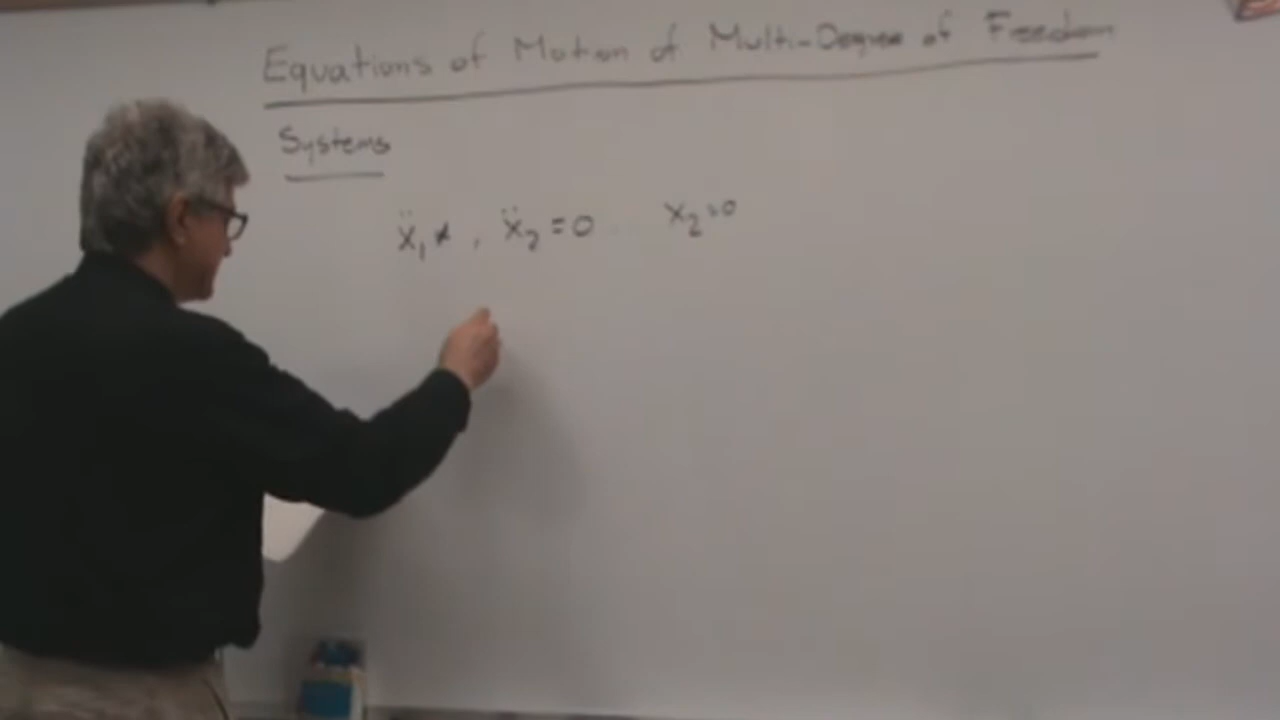 Equations of Motion of Multi-Degree of Freedom
Systems
ẍ₁ ≠ , ẍ₂ = 0 x₂ = 0